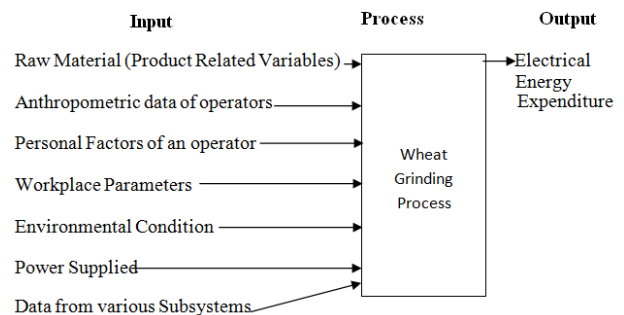 Input Process Output
Raw Material (Product Related Variables)
Anthropometric data of operators
Personal Factors of an operator
Workplace Parameters
Environmental Condition
Power Supplied
Data from various Subsystems
Wheat
Grinding
Process
Electrical
Energy
Expenditure